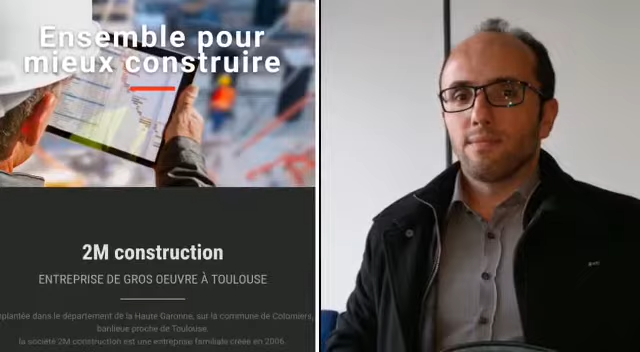 Ensemble pour
mieux construire
2M construction
ENTREPRISE DE GROS OEUVRE À TOULOUSE
plantée dans le département de la Haute Garonne, sur la commune de Colomiers,
banlieue proche de Toulouse.
la société 2M construction est une entreprise familiale créée en 2006.